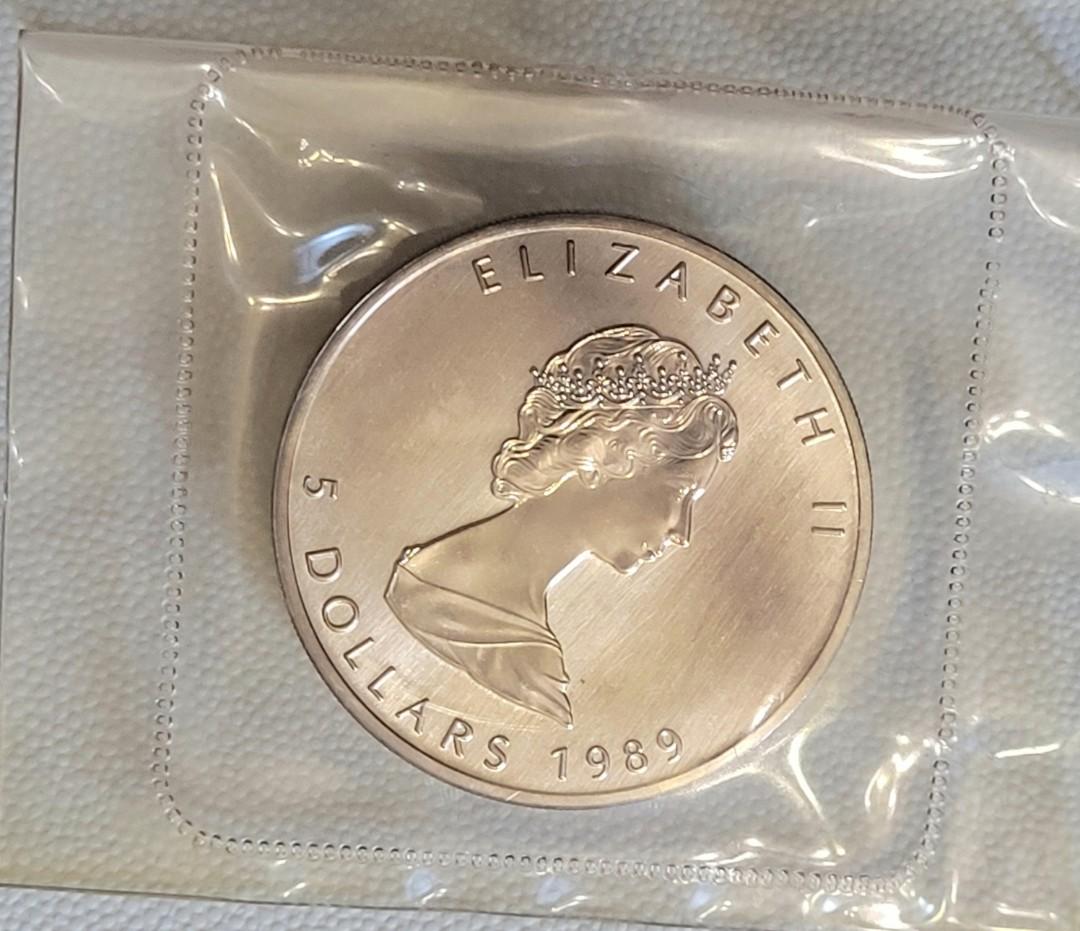 ELIZABETH II
5 DOLLARS 1989